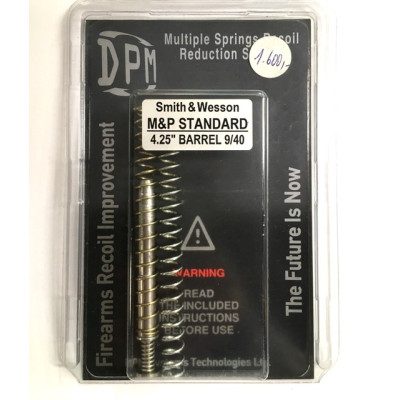 DPM
Multiple Springs Recoil
Reduction S
1.600,-
Smith & Wesson
M&P STANDARD
4.25" BARREL 9/40
Firearms Recoil Improvement
The Future Is Now
WARNING
READ
THE INCLUDED
INSTRUCTIONS
BEFORE USE
Technologies Ltd.